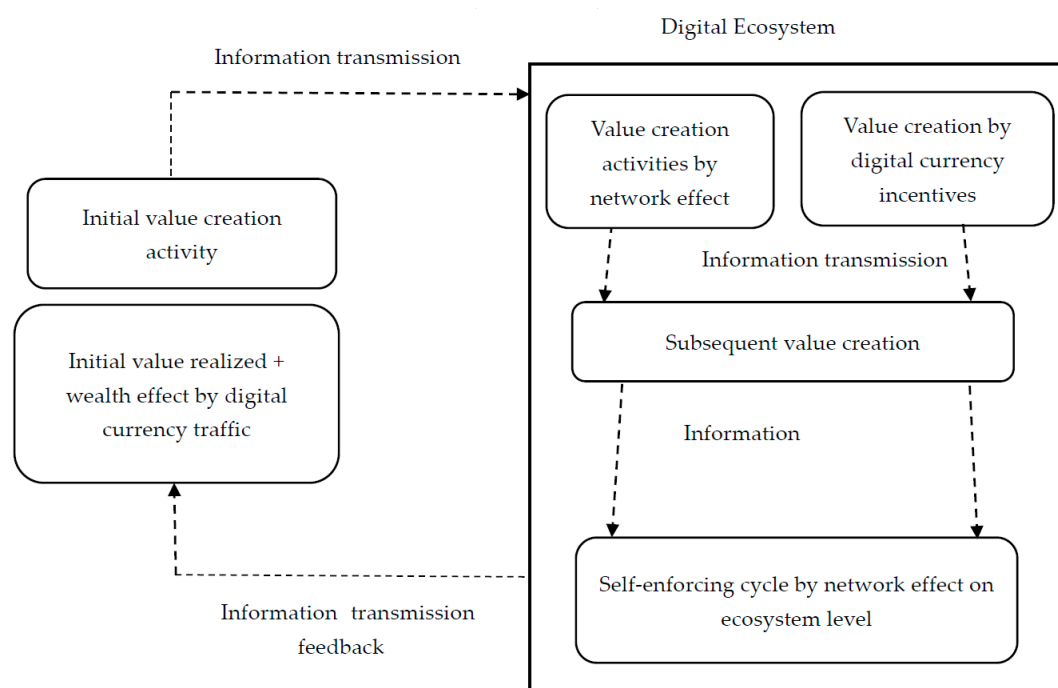 Digital Ecosystem
Information transmission
Value creation
activities by
network effect
Value creation by
digital currency
incentives
Initial value creation
activity
Information transmission
Initial value realized +
wealth effect by digital
currency traffic
Subsequent value creation
Information
Self-enforcing cycle by network effect on
ecosystem level
Information transmission
feedback